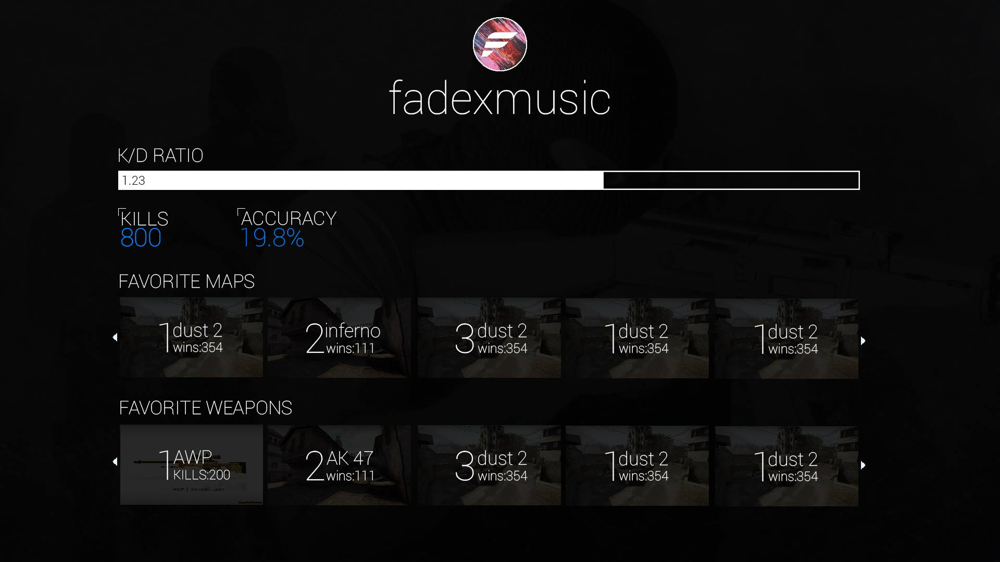 fadexmusic
K/D RATIO
1.23
KILLS
800
ACCURACY
19.8%
FAVORITE MAPS
1 dust 2
wins:354
2 inferno
wins:111
3 dust 2
wins:354
1 dust 2
wins:354
1 dust 2
wins:354
FAVORITE WEAPONS
1 AWP
KILLS:200
AWP | DRAGON LORE
2 AK 47
wins:111
3 dust 2
wins:354
1 dust 2
wins:354
1 dust 2
wins:354